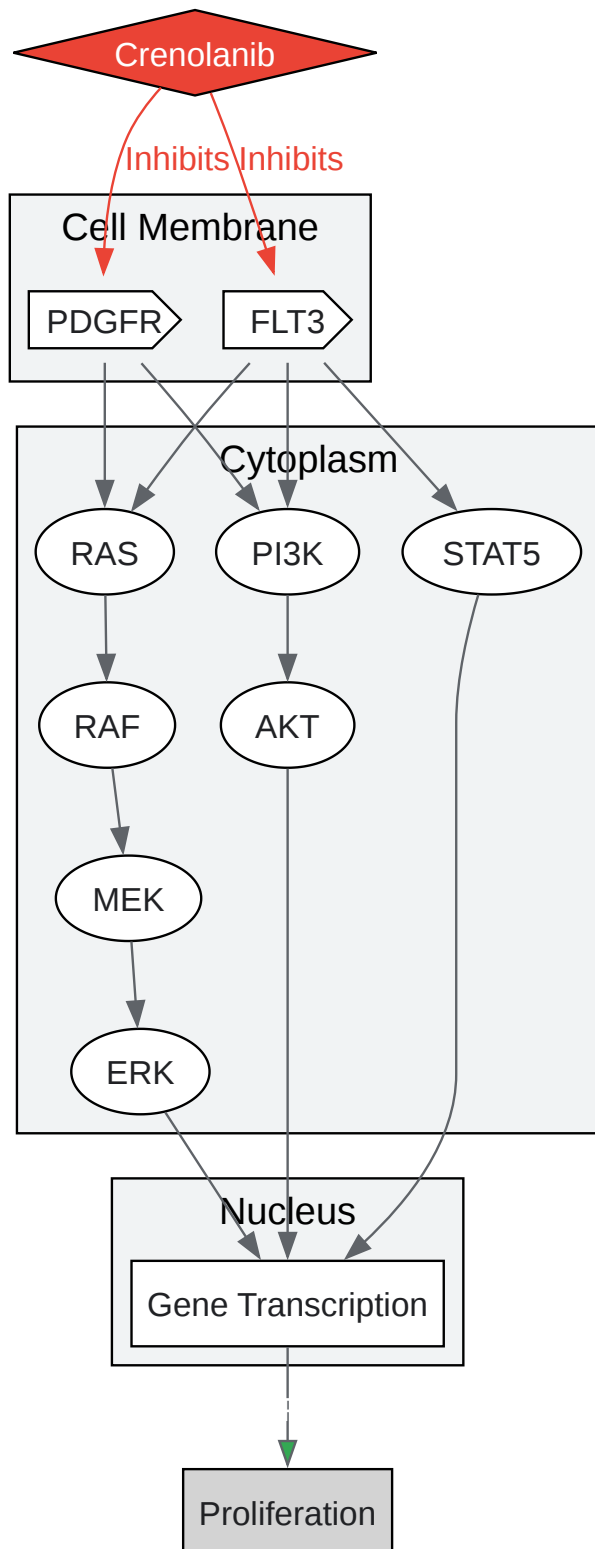 Crenolanib
Inhibits Inhibits
Cell Membrane
PDGFR FLT3
Cytoplasm
RAS PI3K STAT5
RAF AKT
MEK
ERK
Nucleus
Gene Transcription
Proliferation